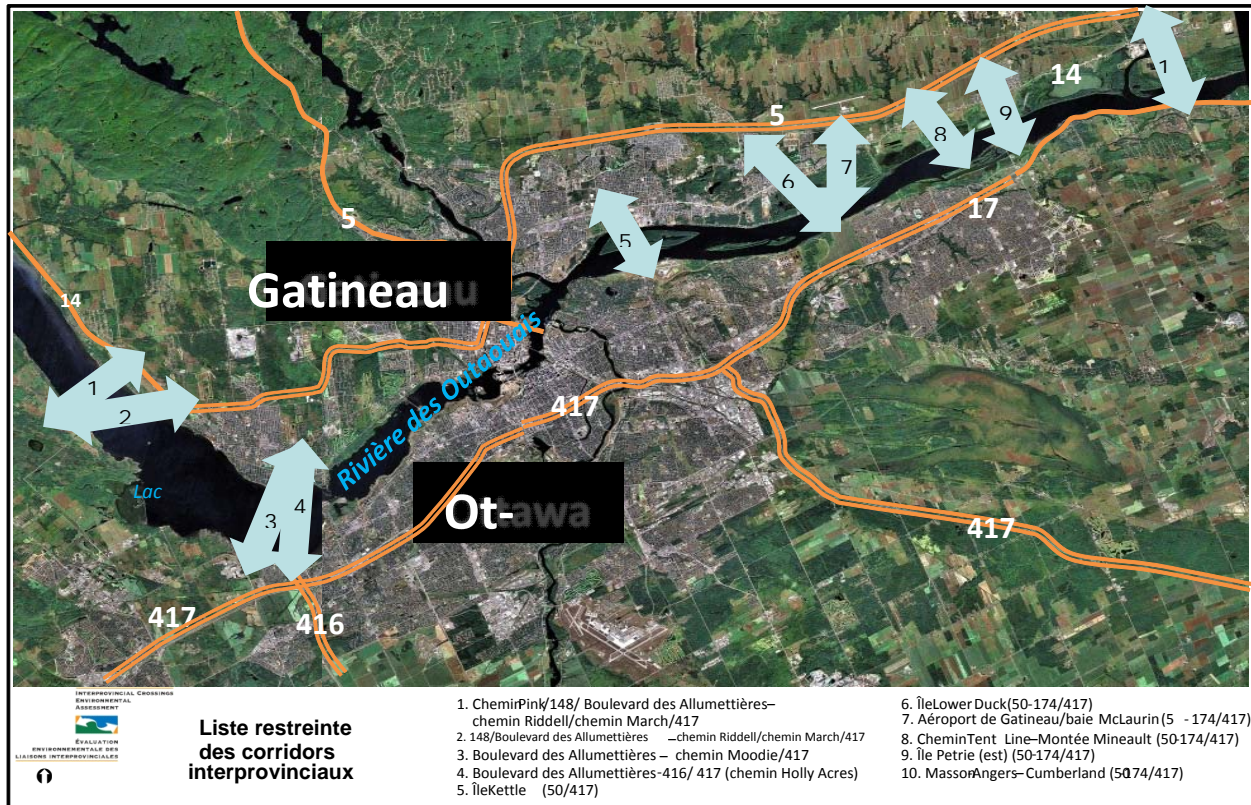 14
1
5
9
8
7
6
17
5
5
Gatineau
14
Rivière des Outaouais
1
2
417
Lac
Ot-awa
4
3
417
417
416
INTERPROVINCIAL CROSSINGS
ENVIRONMENTAL
ASSESSMENT
ÉVALUATION
ENVIRONNEMENTALE DES
LIAISONS INTERPROVINCIALES
Liste restreinte
des corridors
interprovinciaux
1. CheminPink/148/ Boulevard des Allumettières–
chemin Riddell/chemin March/417
2. 148/Boulevard des Allumettières –chemin Riddell/chemin March/417
3. Boulevard des Allumettières – chemin Moodie/417
4. Boulevard des Allumettières-416/ 417 (chemin Holly Acres)
5. ÎleKettle (50/417)
6. ÎleLower Duck(50-174/417)
7. Aéroport de Gatineau/baie McLaurin (5 -174/417)
8. CheminTent Line–Montée Mineault (50-174/417)
9. Île Petrie (est) (50-174/417)
10. Masson-Angers–Cumberland (50-174/417)